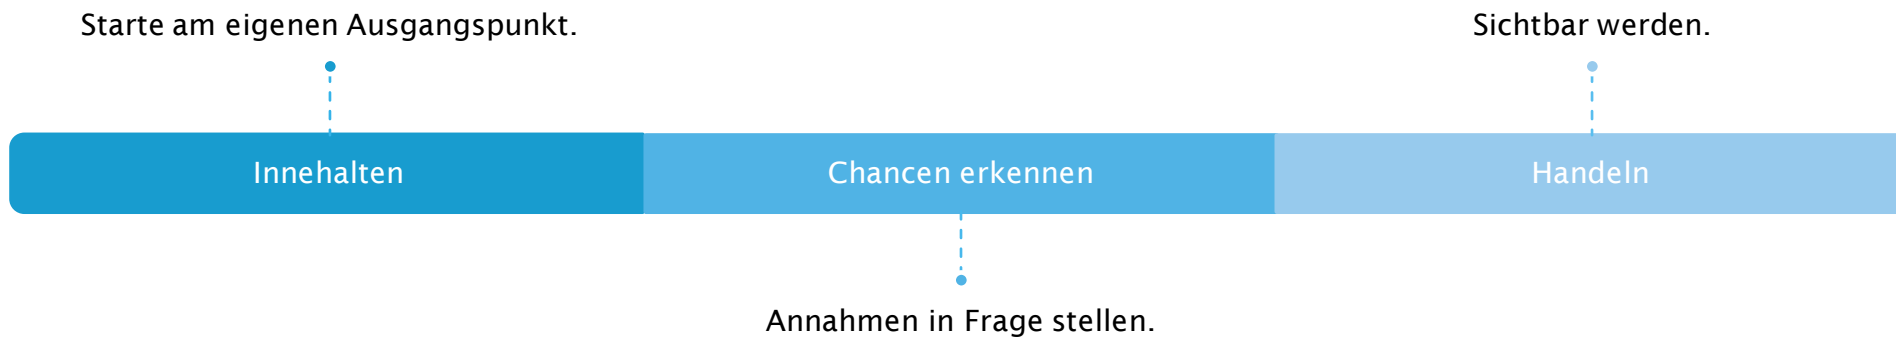 Starte am eigenen Ausgangspunkt.
Sichtbar werden.
Innehalten
Chancen erkennen
Handeln
Annahmen in Frage stellen.